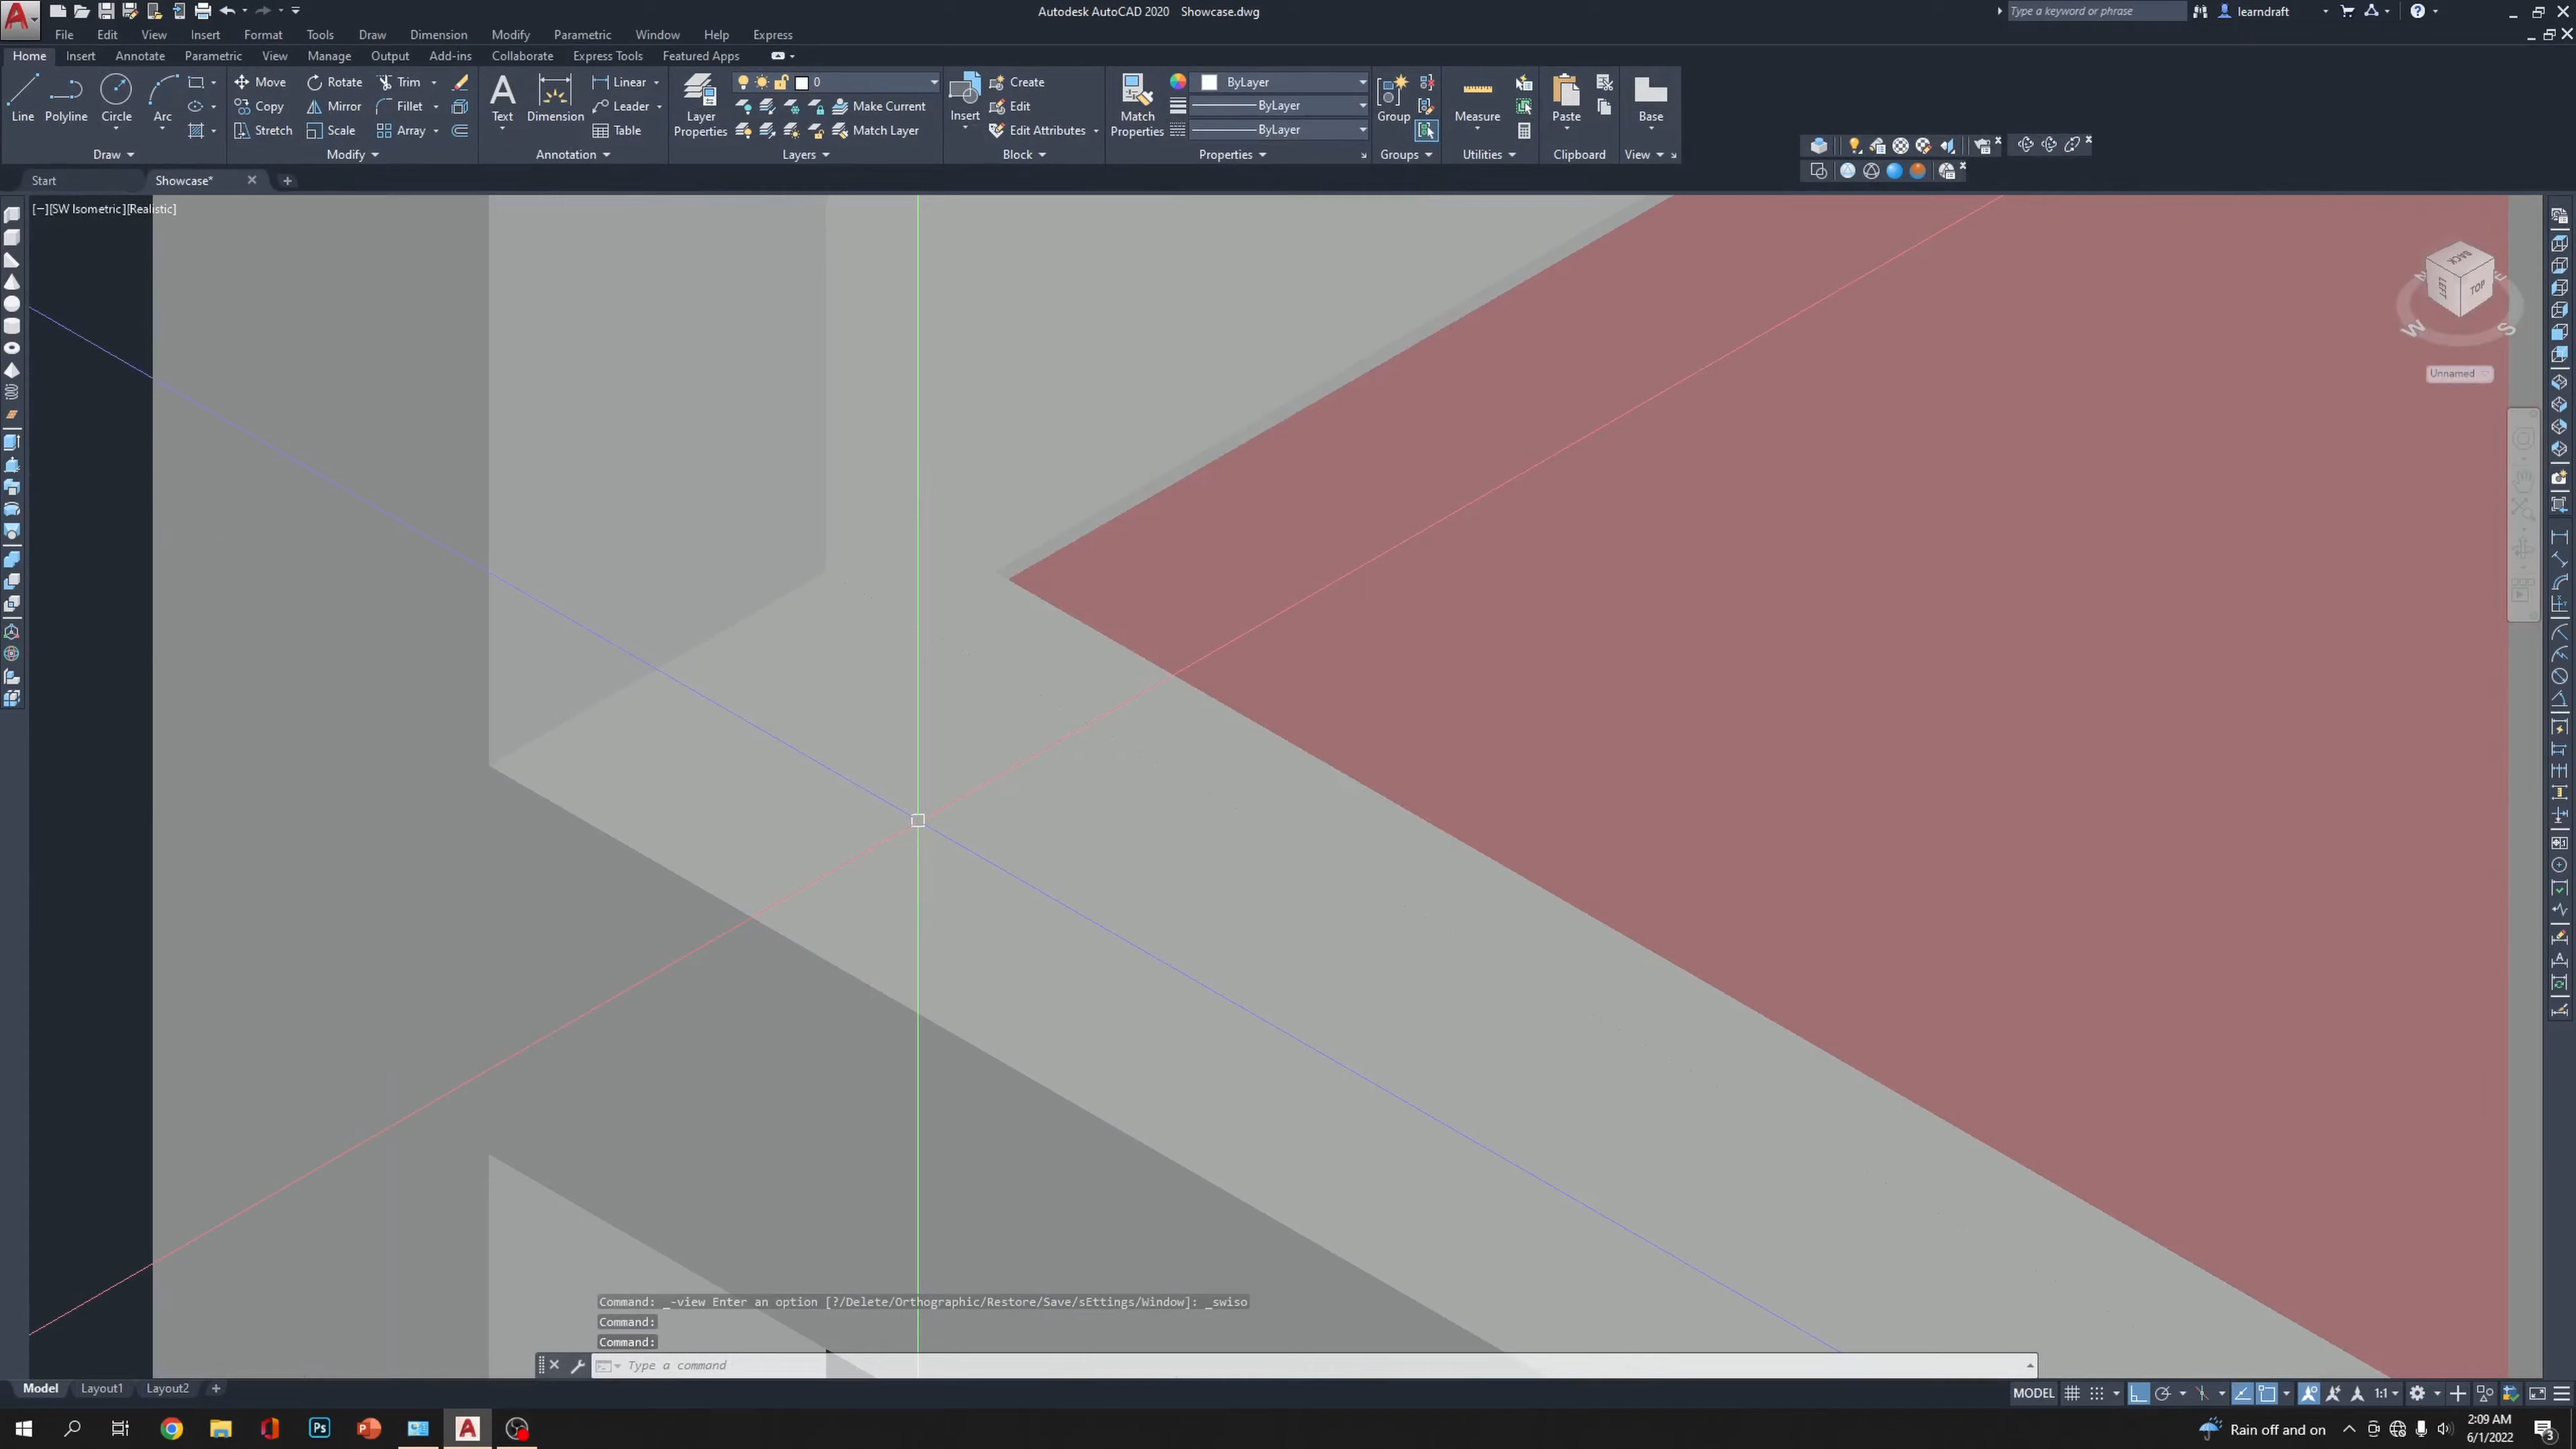 Autodesk AutoCAD 2020 Showcase.dwg
Type a keyword or phrase
learndraft
File Edit View Insert Format Tools Draw Dimension Modify Parametric Window Help Express
Home Insert Annotate Parametric View Manage Output Add-ins Collaborate Express Tools Featured Apps
Line
Polyline
Circle
Arc
Draw
Move
Rotate
Trim
Copy
Mirror
Fillet
Stretch
Scale
Array
Modify
Text
Dimension
Linear
Leader
Table
Annotation
Layer
Properties
0
Make Current
Match Layer
Layers
Insert
Create
Edit
Edit Attributes
Block
Match
Properties
ByLayer
ByLayer
ByLayer
Properties
Group
Groups
Measure
Utilities
Paste
Clipboard
Base
View
Start
Showcase*
[−][SW Isometric][Realistic]
BACK
LEFT
TOP
W
S
Unnamed
Command: _-view Enter an option [?/Delete/Orthographic/Restore/Save/sEttings/Window]: _swiso
Command:
Command:
Type a command
Model Layout1 Layout2
MODEL
1:1
Ps
Rain off and on
2:09 AM
6/1/2022
3